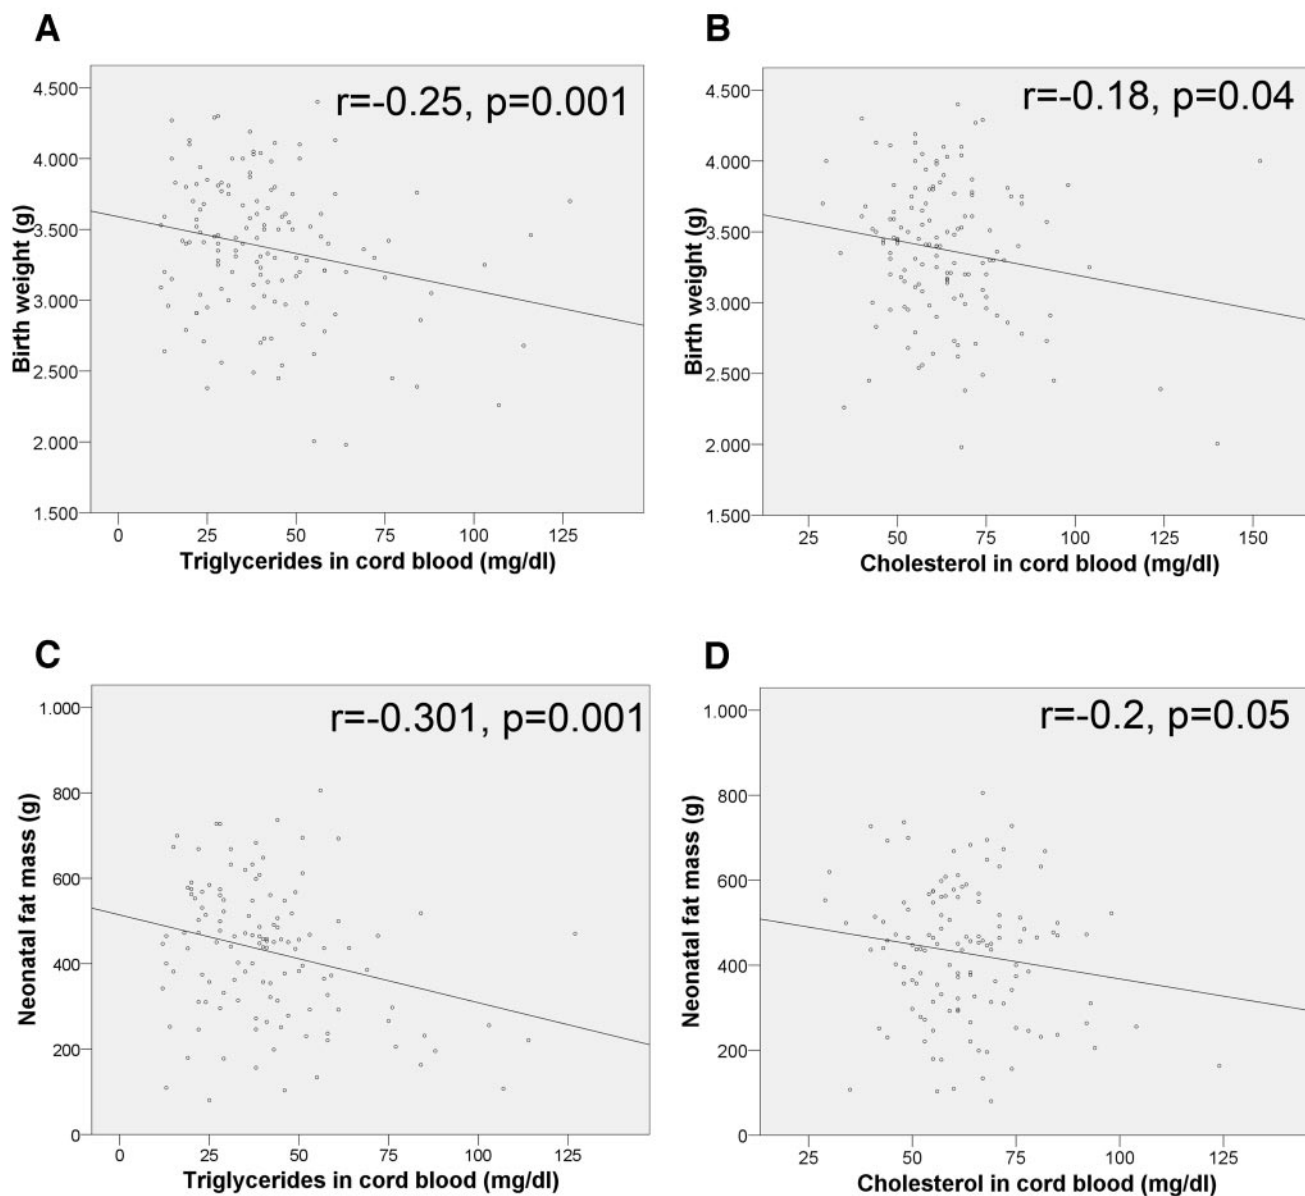 A
r=-0.25, p=0.001
4.500
4.000
3.500
3.000
2.500
2.000
1.500
Birth weight (g)
0 25 50 75 100 125
Triglycerides in cord blood (mg/dl)
B
r=-0.18, p=0.04
4.500
4.000
3.500
3.000
2.500
2.000
1.500
Birth weight (g)
25 50 75 100 125 150
Cholesterol in cord blood (mg/dl)
C
r=-0.301, p=0.001
1.000
800
600
400
200
0
Neonatal fat mass (g)
0 25 50 75 100 125
Triglycerides in cord blood (mg/dl)
D
r=-0.2, p=0.05
1.000
800
600
400
200
0
Neonatal fat mass (g)
25 50 75 100 125
Cholesterol in cord blood (mg/dl)